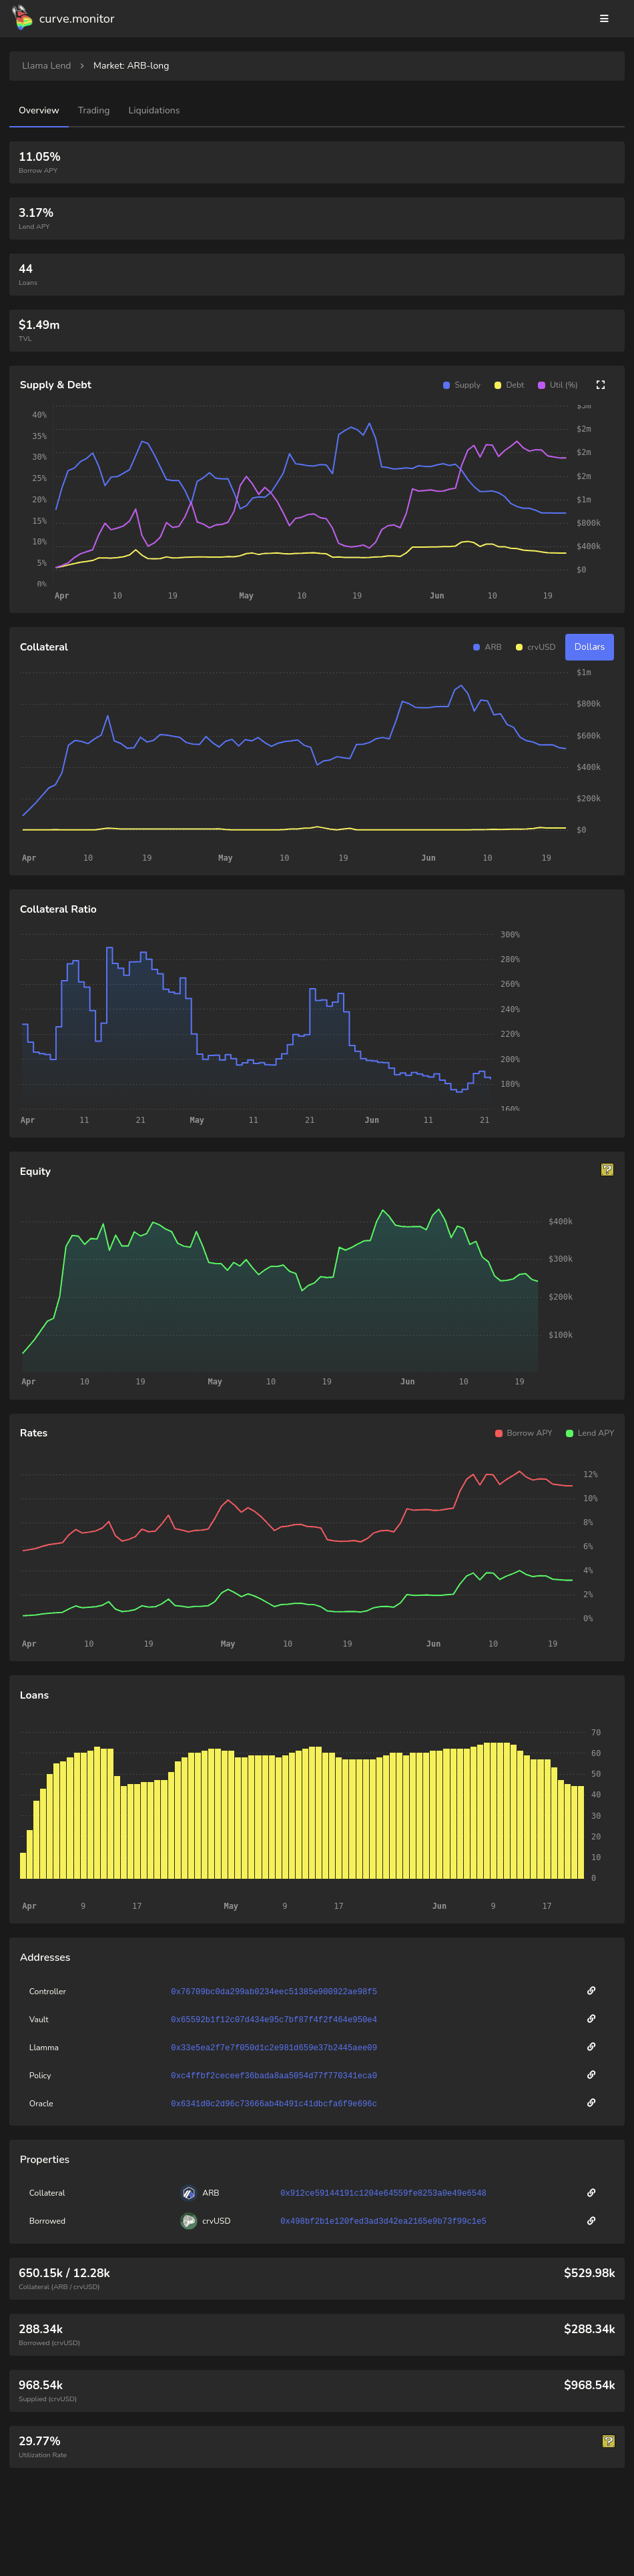 curve.monitor
Llama Lend > Market: ARB-long
Overview Trading Liquidations
11.05%
Borrow APY
3.17%
Lend APY
44
Loans
$1.49m
TVL
Supply & Debt Supply Debt Util (%)
40% $2m
35%
30% $2m
25% $2m
20% $1m
15% $800k
10% $400k
5% $0
0%
Apr 10 19 May 10 19 Jun 10 19
Collateral ARB crvUSD Dollars
$1m
$800k
$600k
$400k
$200k
$0
Apr 10 19 May 10 19 Jun 10 19
Collateral Ratio
300%
280%
260%
240%
220%
200%
180%
160%
Apr 11 21 May 11 21 Jun 11 21
Equity
$400k
$300k
$200k
$100k
Apr 10 19 May 10 19 Jun 10 19
Rates Borrow APY Lend APY
12%
10%
8%
6%
4%
2%
0%
Apr 10 19 May 10 19 Jun 10 19
Loans
70
60
50
40
30
20
10
0
Apr 9 17 May 9 17 Jun 9 17
Addresses
Controller 0x76709bc0da299ab0234eec51385e900922ae98f5
Vault 0x65592b1f12c07d434e95c7bf87f4f2f464e950e4
Llamma 0x33e5ea2f7e7f050d1c2e981d659e37b2445aee09
Policy 0xc4ffbf2ceceef36bada8aa5054d77f770341eca0
Oracle 0x6341d0c2d96c73666ab4b491c41dbcfa6f9e696c
Properties
Collateral ARB 0x912ce59144191c1204e64559fe8253a0e49e6548
Borrowed crvUSD 0x498bf2b1e120fed3ad3d42ea2165e9b73f99c1e5
650.15k / 12.28k $529.98k
Collateral (ARB / crvUSD)
288.34k $288.34k
Borrowed (crvUSD)
968.54k $968.54k
Supplied (crvUSD)
29.77%
Utilization Rate